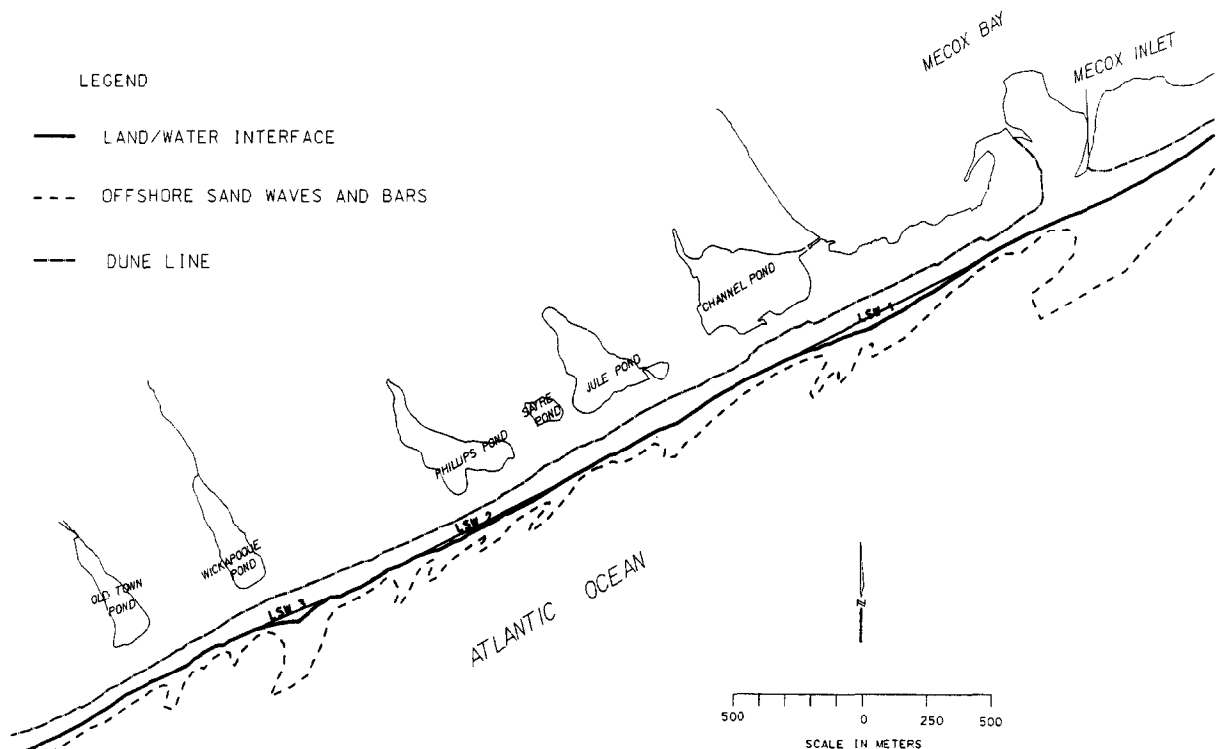 LEGEND
LAND/WATER INTERFACE
OFFSHORE SAND WAVES AND BARS
DUNE LINE
MECOX BAY
MECOX INLET
CHANNEL POND
LSW 1
JULE POND
SAYRE
POND
PHILLIPS POND
LSW 2
WICKAPOQUE
POND
OLD TOWN
POND
LSW 3
ATLANTIC OCEAN
N
500 0 250 500
SCALE IN METERS